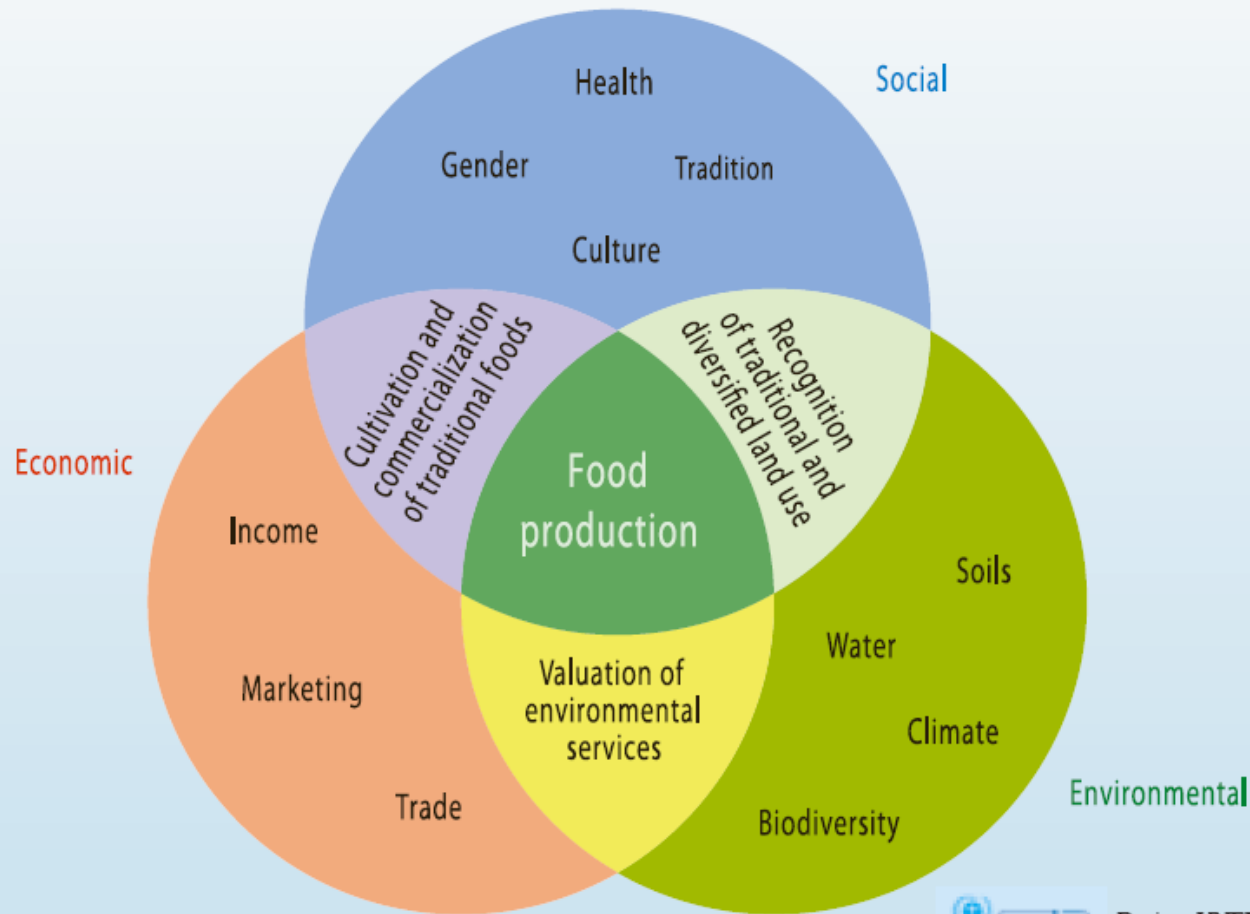 Health
Social
Gender
Tradition
Culture
Cultivation and
commercialization
of traditional foods
Recognition
of traditional and
diversified land use
Economic
Food
production
Income
Soils
Water
Marketing
Valuation of
environmental
services
Climate
Trade
Biodiversity
Environmental